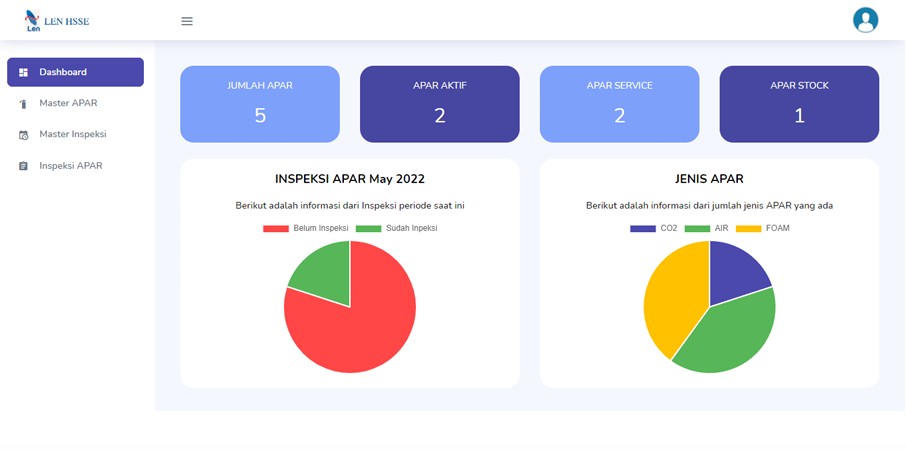 Len
LEN HSSE
Dashboard
Master APAR
Master Inspeksi
Inspeksi APAR
JUMLAH APAR
5
APAR AKTIF
2
APAR SERVICE
2
APAR STOCK
1
INSPEKSI APAR May 2022
Berikut adalah informasi dari Inspeksi periode saat ini
Belum Inspeksi
Sudah Inpeksi
JENIS APAR
Berikut adalah informasi dari jumlah jenis APAR yang ada
CO2
AIR
FOAM